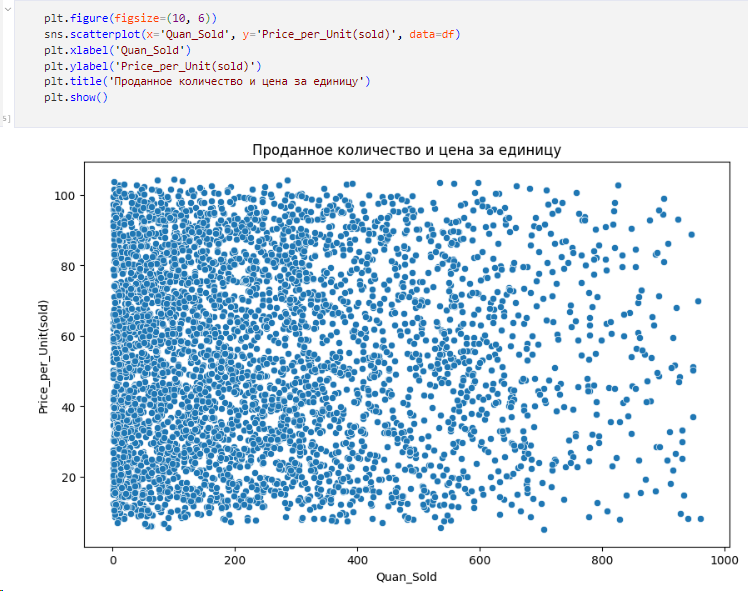 plt.figure(figsize=(10, 6))
sns.scatterplot(x='Quan_Sold', y='Price_per_Unit(sold)', data=df)
plt.xlabel('Quan_Sold')
plt.ylabel('Price_per_Unit(sold)')
plt.title('Проданное количество и цена за единицу')
plt.show()
5]
Проданное количество и цена за единицу
100
80
60
40
20
Price_per_Unit(sold)
0 200 400 600 800 1000
Quan_Sold